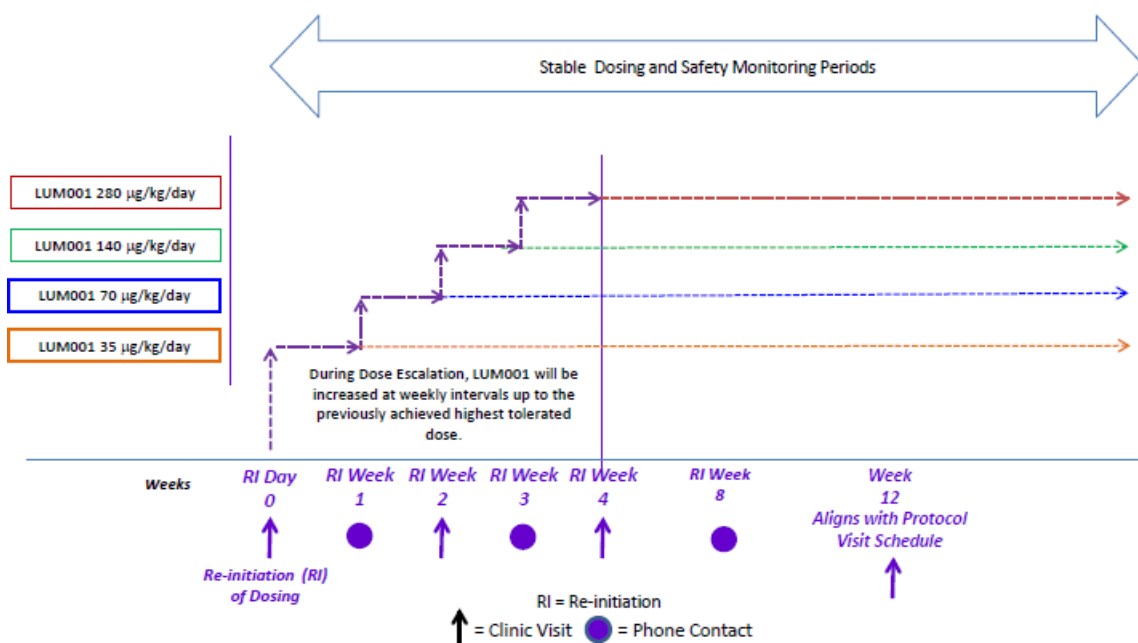 Stable Dosing and Safety Monitoring Periods
LUM001 280 µg/kg/day
LUM001 140 µg/kg/day
LUM001 70 µg/kg/day
LUM001 35 µg/kg/day
During Dose Escalation, LUM001 will be
increased at weekly intervals up to the
previously achieved highest tolerated
dose.
Weeks
RI Day
0
RI Week
1
RI Week
2
RI Week
3
RI Week
4
RI Week
8
Week
12
Aligns with Protocol
Visit Schedule
Re-initiation (RI)
of Dosing
RI = Re-initiation
= Clinic Visit
= Phone Contact